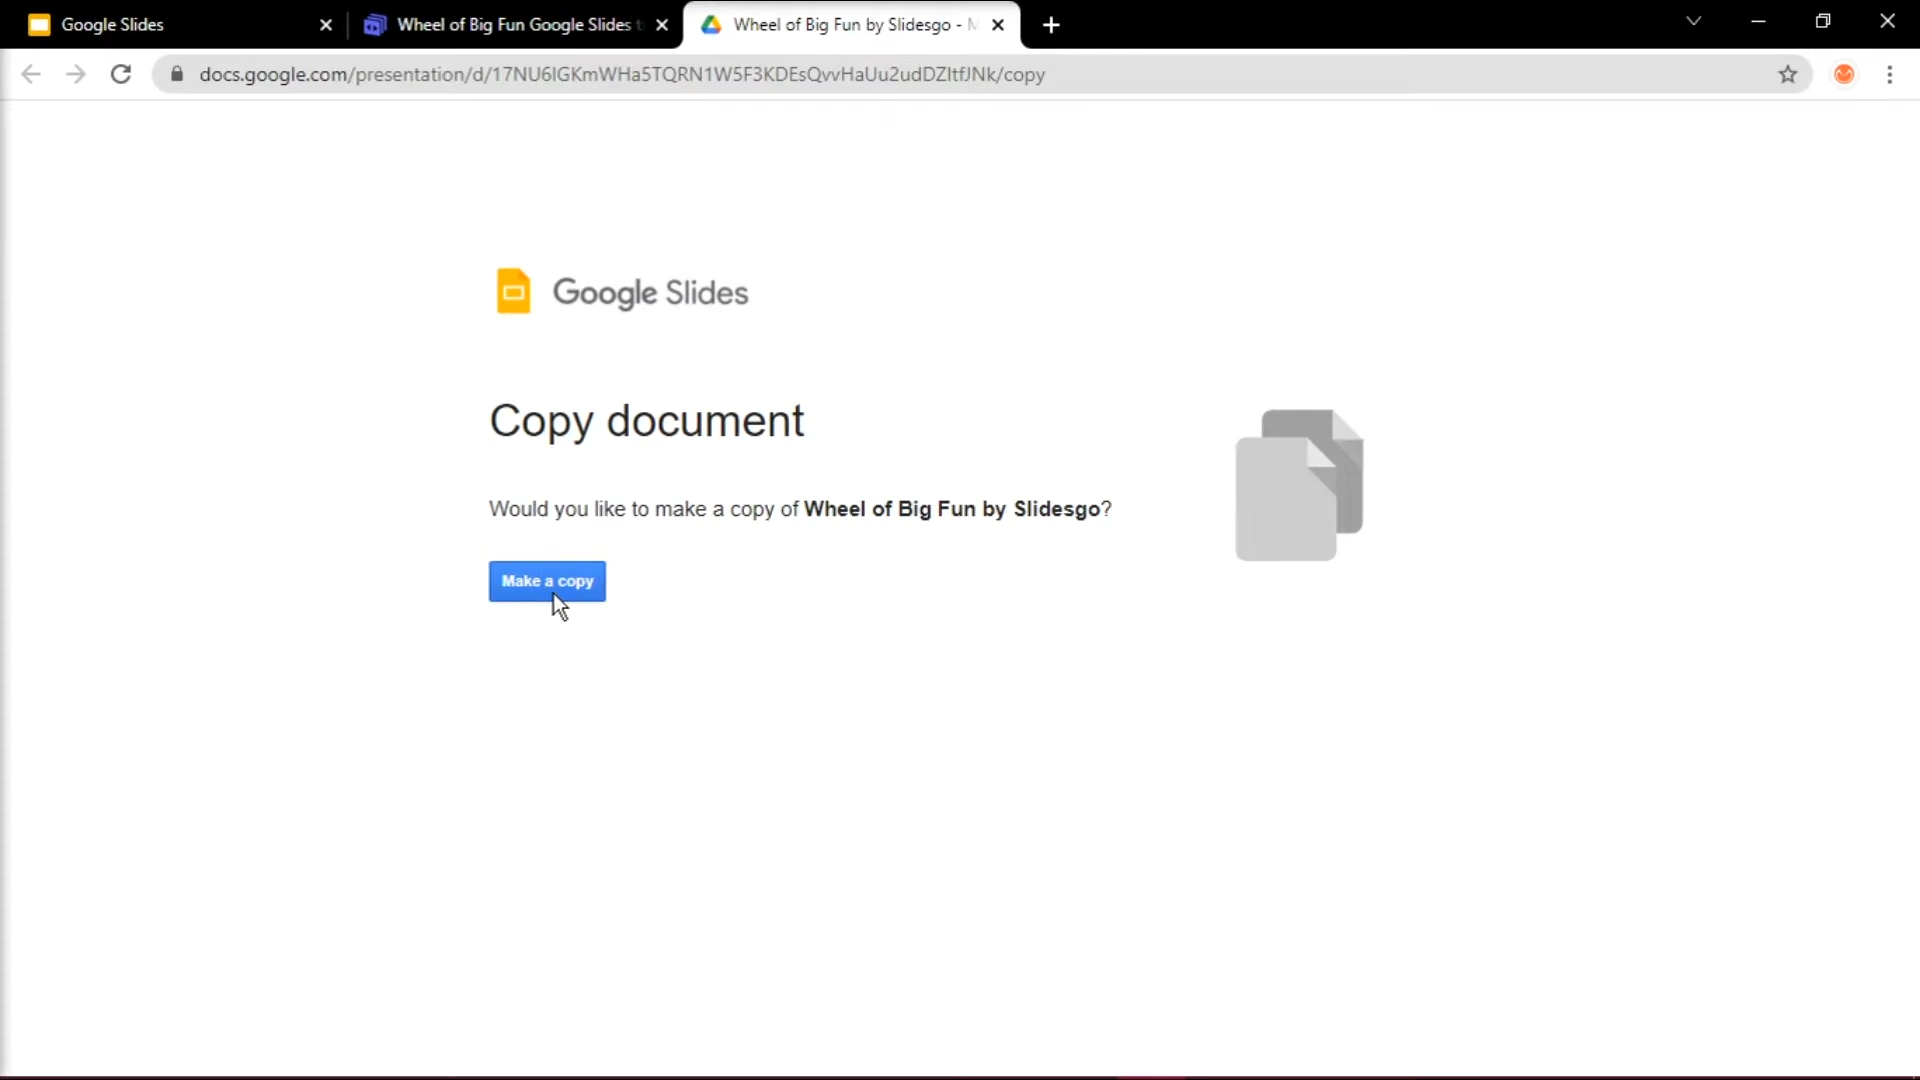 Google Slides
Wheel of Big Fun Google Slides
Wheel of Big Fun by Slidesgo -
docs.google.com/presentation/d/17NU6IGKmWHa5TQRN1W5F3KDEsQvvHaUu2udDZItfJNk/copy
Google Slides
Copy document
Would you like to make a copy of Wheel of Big Fun by Slidesgo?
Make a copy